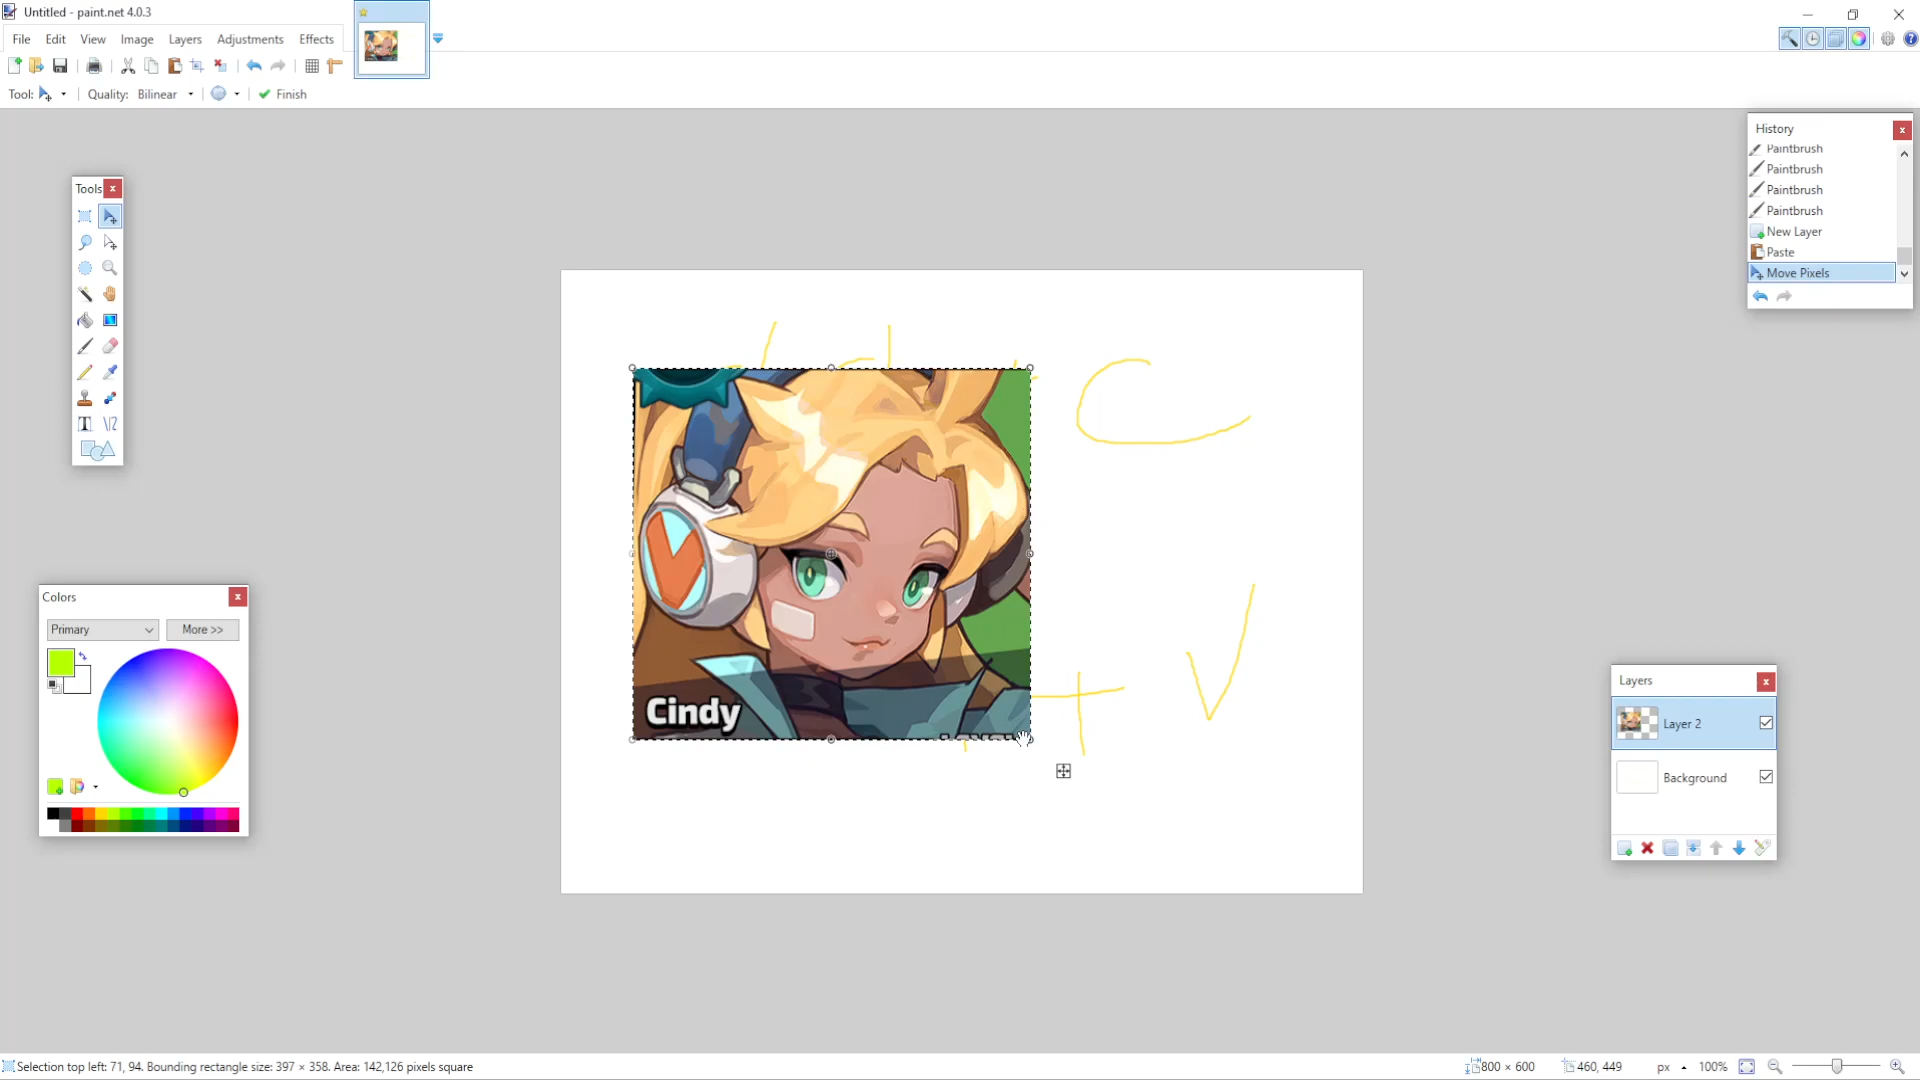 Untitled - paint.net 4.0.3
File Edit View Image Layers Adjustments Effects
Tool: Quality: Bilinear Finish
History
Paintbrush
Paintbrush
Paintbrush
Paintbrush
New Layer
Paste
Move Pixels
Tools
Colors
Primary More >>
C
+ V
Cindy
Layers
Layer 2
Background
Selection top left: 71, 94. Bounding rectangle size: 397 × 358. Area: 142,126 pixels square
800 × 600 460, 449 px 100%